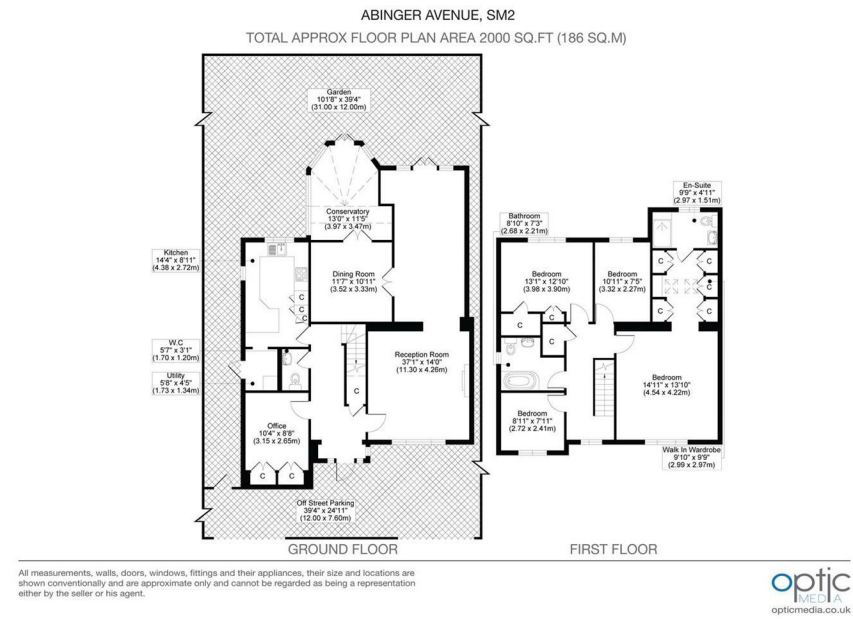 ABINGER AVENUE, SM2
TOTAL APPROX FLOOR PLAN AREA 2000 SQ.FT (186 SQ.M)
Garden
101'8" x 39'4"
(31.00 x 12.00m)
Conservatory
13'0" x 11'5"
(3.97 x 3.47m)
Kitchen
14'4" x 8'11"
(4.38 x 2.72m)
Dining Room
11'7" x 10'11"
(3.52 x 3.33m)
C
C
C
W.C
5'7" x 3'1"
(1.70 x 1.20m)
Utility
5'8" x 4'5"
(1.73 x 1.34m)
Reception Room
37'1" x 14'0"
(11.30 x 4.26m)
C
Office
10'4" x 8'8"
(3.15 x 2.65m)
C
C
Off Street Parking
39'4" x 24'11"
(12.00 x 7.60m)
GROUND FLOOR
En-Suite
9'9" x 4'11"
(2.97 x 1.51m)
Bathroom
8'10" x 7'3"
(2.68 x 2.21m)
Bedroom
13'1" x 12'10"
(3.98 x 3.90m)
Bedroom
10'11" x 7'5"
(3.32 x 2.27m)
C
C
C
C
C
C
C
C
Bedroom
14'11" x 13'10"
(4.54 x 4.22m)
Bedroom
8'11" x 7'11"
(2.72 x 2.41m)
Walk In Wardrobe
9'10" x 9'9"
(2.99 x 2.97m)
FIRST FLOOR
All measurements, walls, doors, windows, fittings and their appliances, their size and locations are
shown conventionally and are approximate only and cannot be regarded as being a representation
either by the seller or his agent.
optic
MEDIA
opticmedia.co.uk